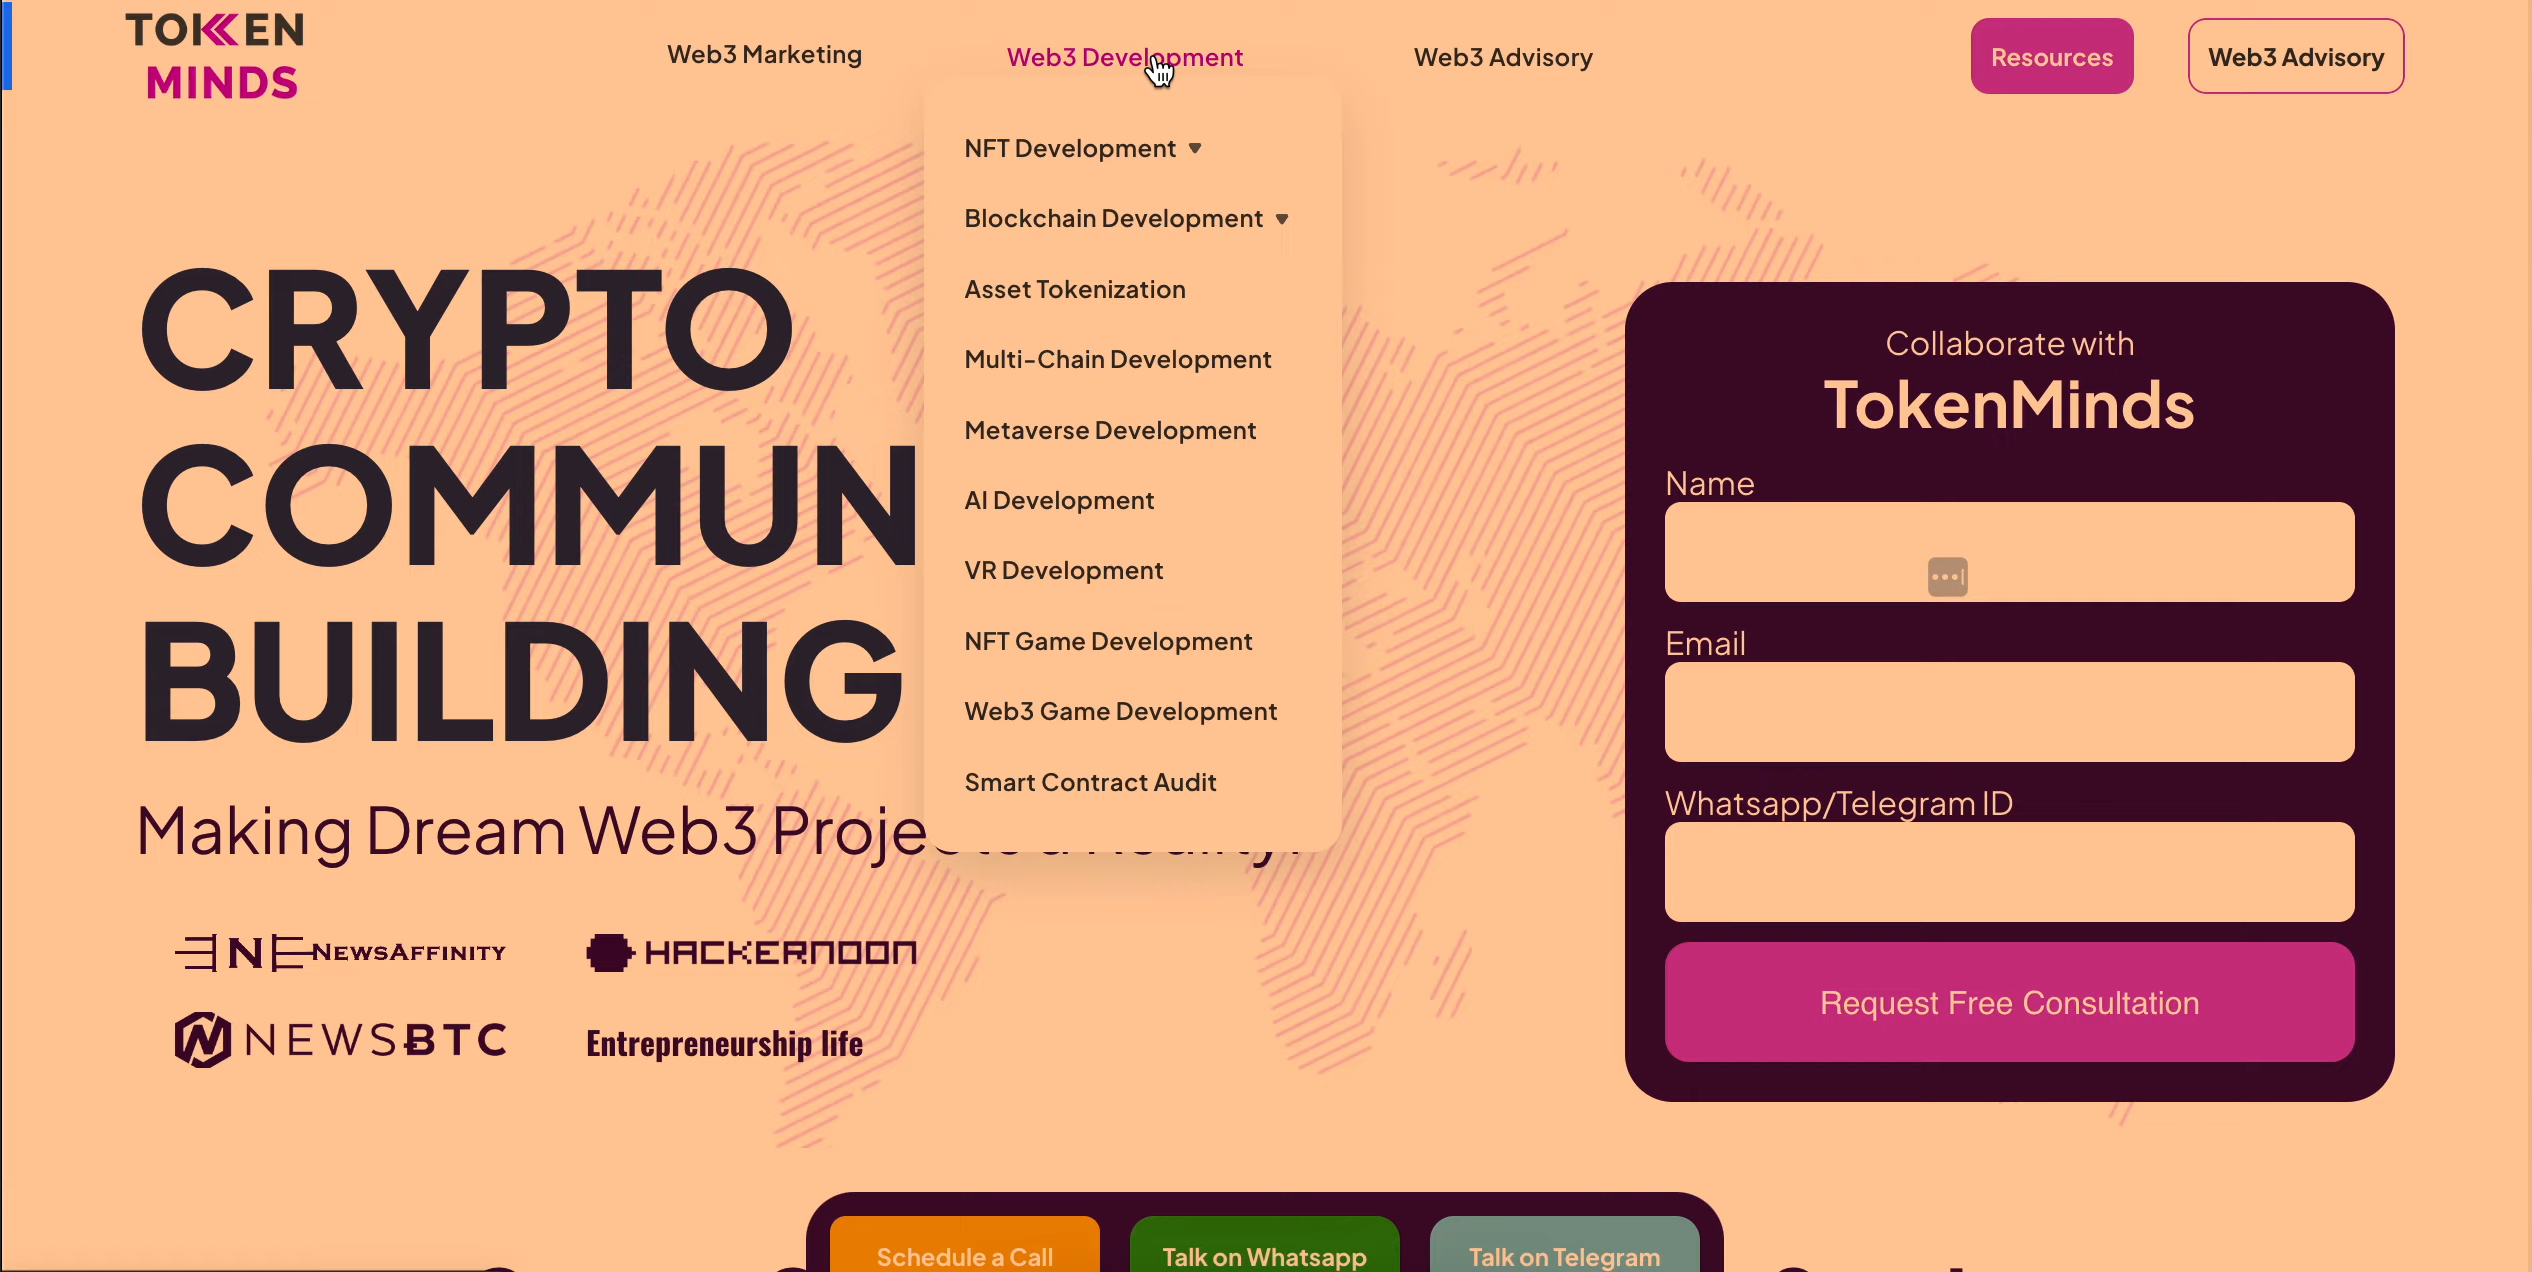 TOKEN
MINDS
Web3 Marketing
Web3 Development
Web3 Advisory
Resources
Web3 Advisory
NFT Development
Blockchain Development
Asset Tokenization
Multi-Chain Development
Metaverse Development
AI Development
VR Development
NFT Game Development
Web3 Game Development
Smart Contract Audit
CRYPTO
COMMUN
BUILDING
Making Dream Web3 Proje
NEWSAFFINITY
HACKERNOON
NEWSBTC
Entrepreneurship life
Collaborate with
TokenMinds
Name
Email
Whatsapp/Telegram ID
Request Free Consultation
Schedule a Call
Talk on Whatsapp
Talk on Telegram